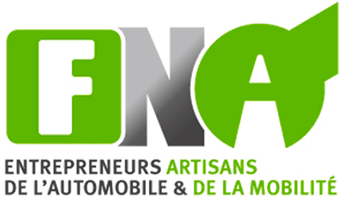 FNA
ENTREPRENEURS ARTISANS
DE L'AUTOMOBILE & DE LA MOBILITÉ